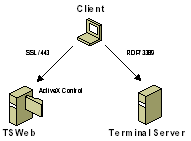 Client
SSL/443
RDP/3389
ActiveX Control
TSWeb
Terminal Server